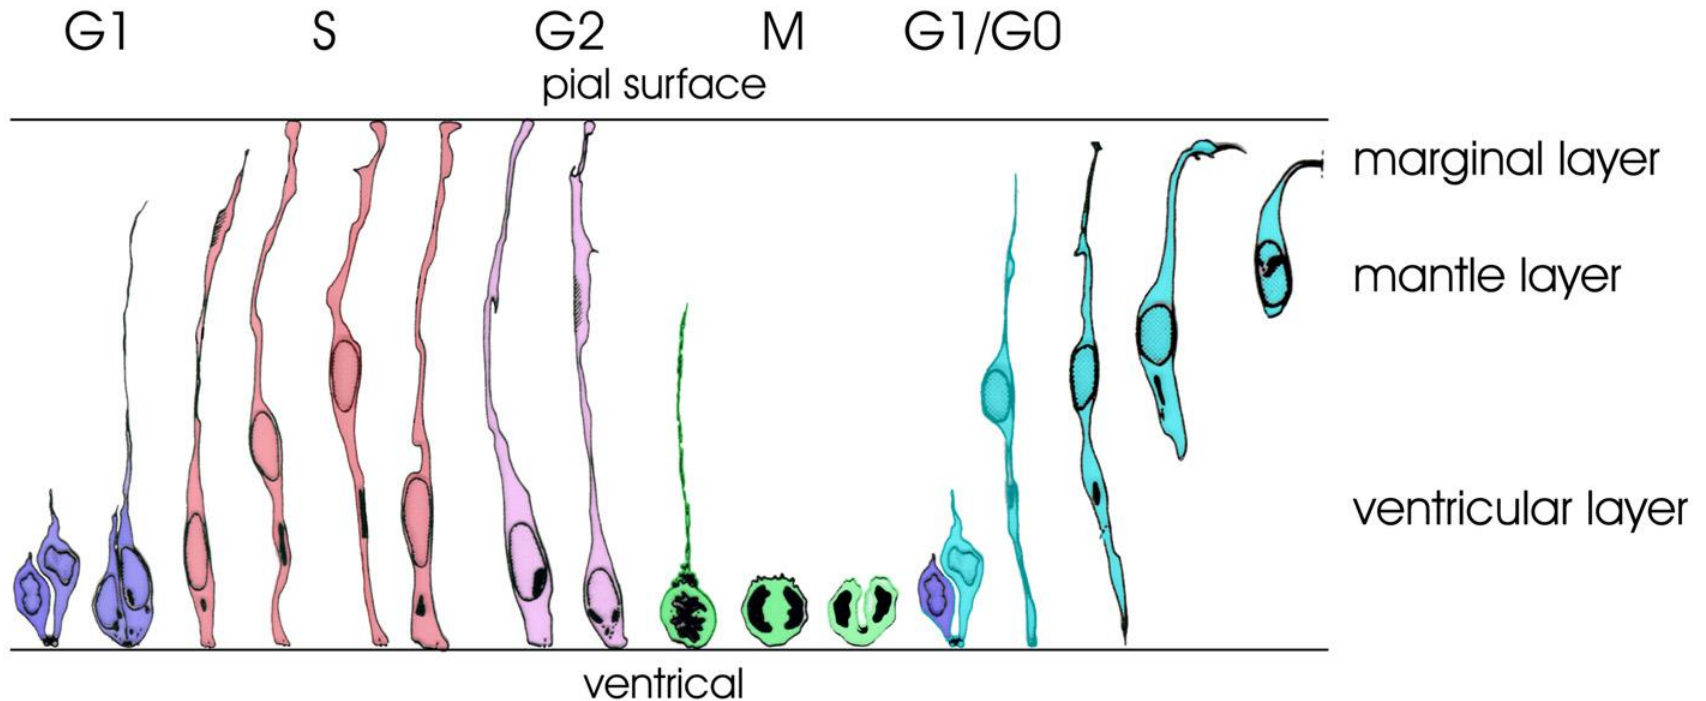 G1 S G2 M G1/G0
pial surface
marginal layer
mantle layer
ventricular layer
ventrical